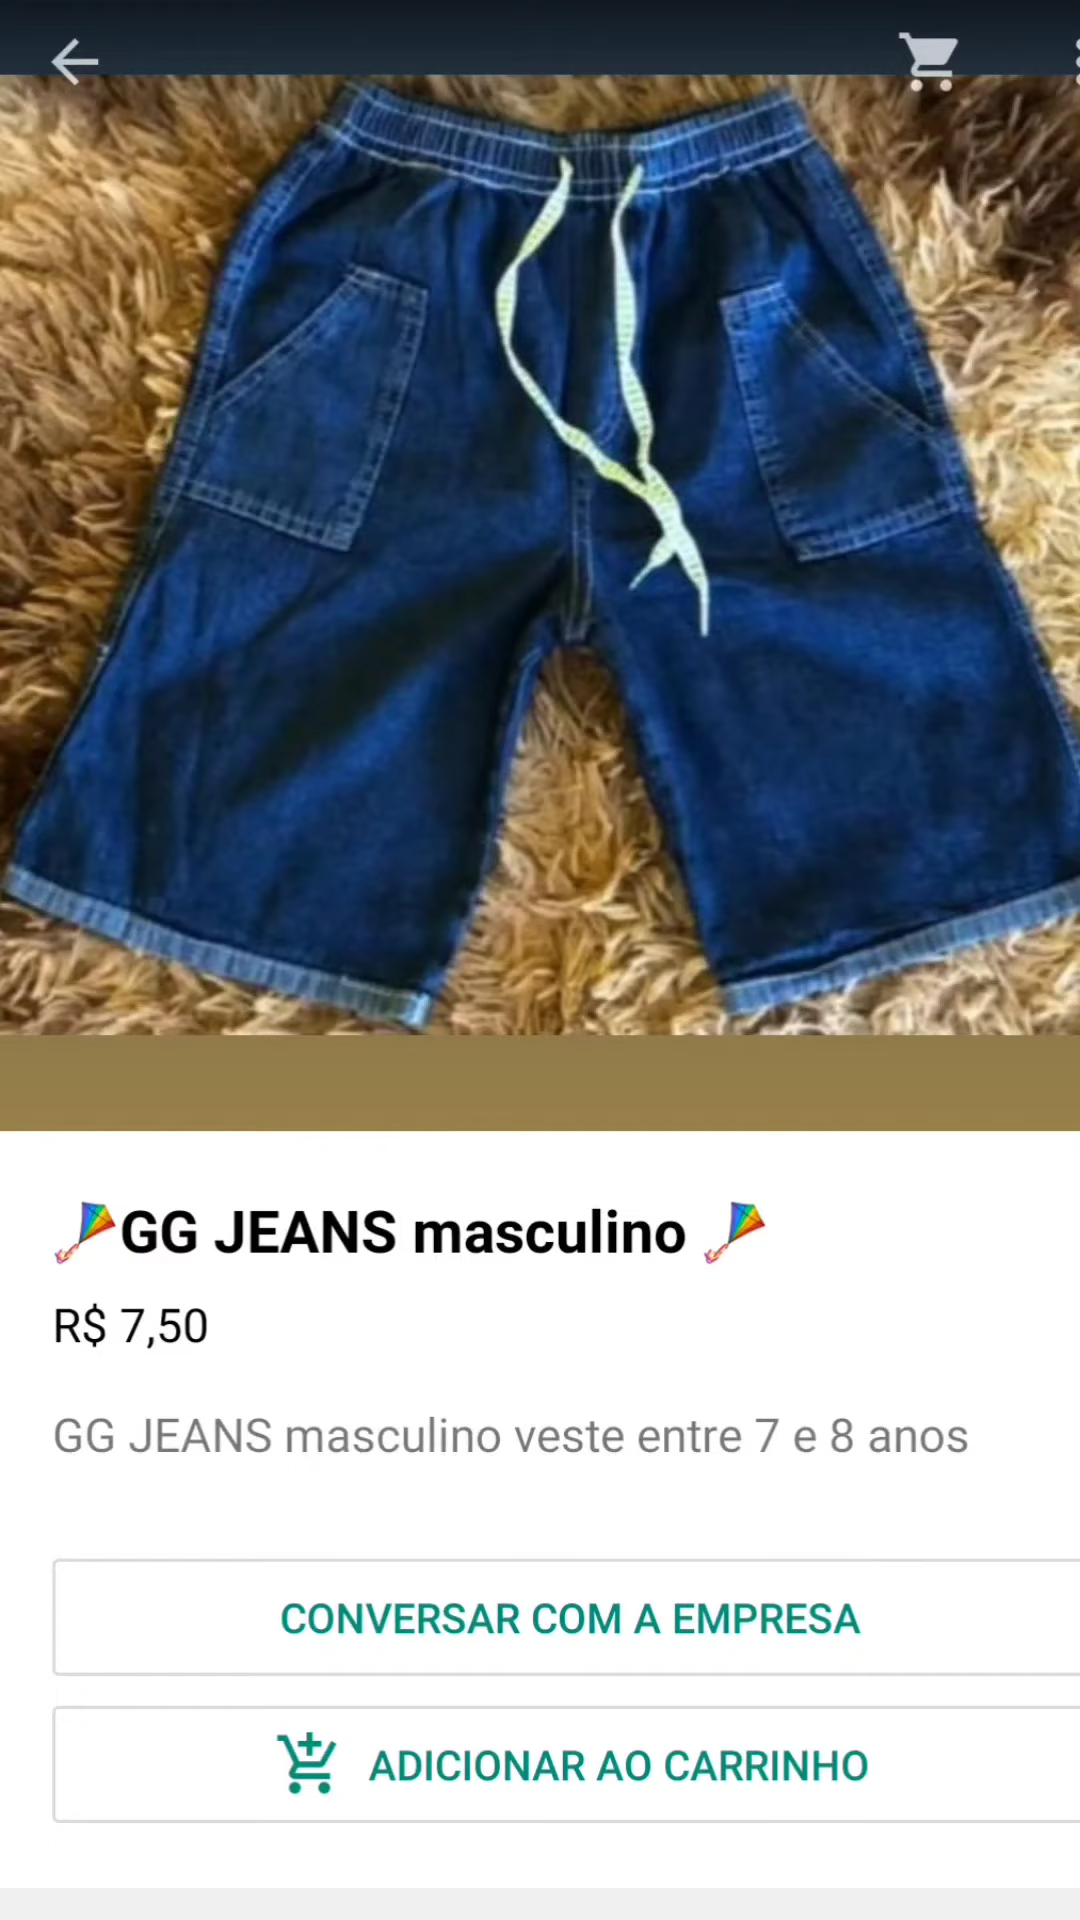 🪁GG JEANS masculino 🪁
R$ 7,50
GG JEANS masculino veste entre 7 e 8 anos
CONVERSAR COM A EMPRESA
ADICIONAR AO CARRINHO